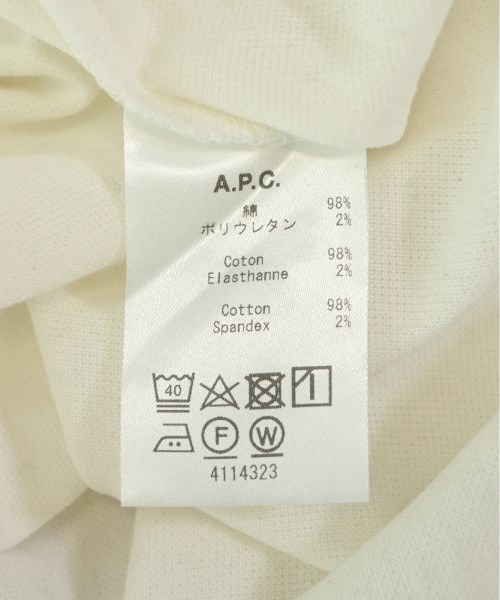 A.P.C.
綿 98%
ポリウレタン 2%
Coton 98%
Elasthanne 2%
Cotton 98%
Spandex 2%
40
F W
4114323